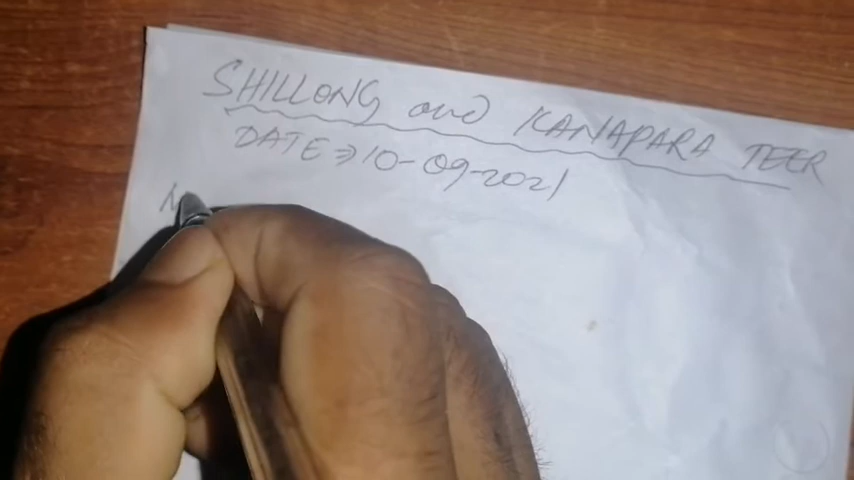 SHILLONG and KANAPARA TEER
DATE ⇒ 10-09-2021